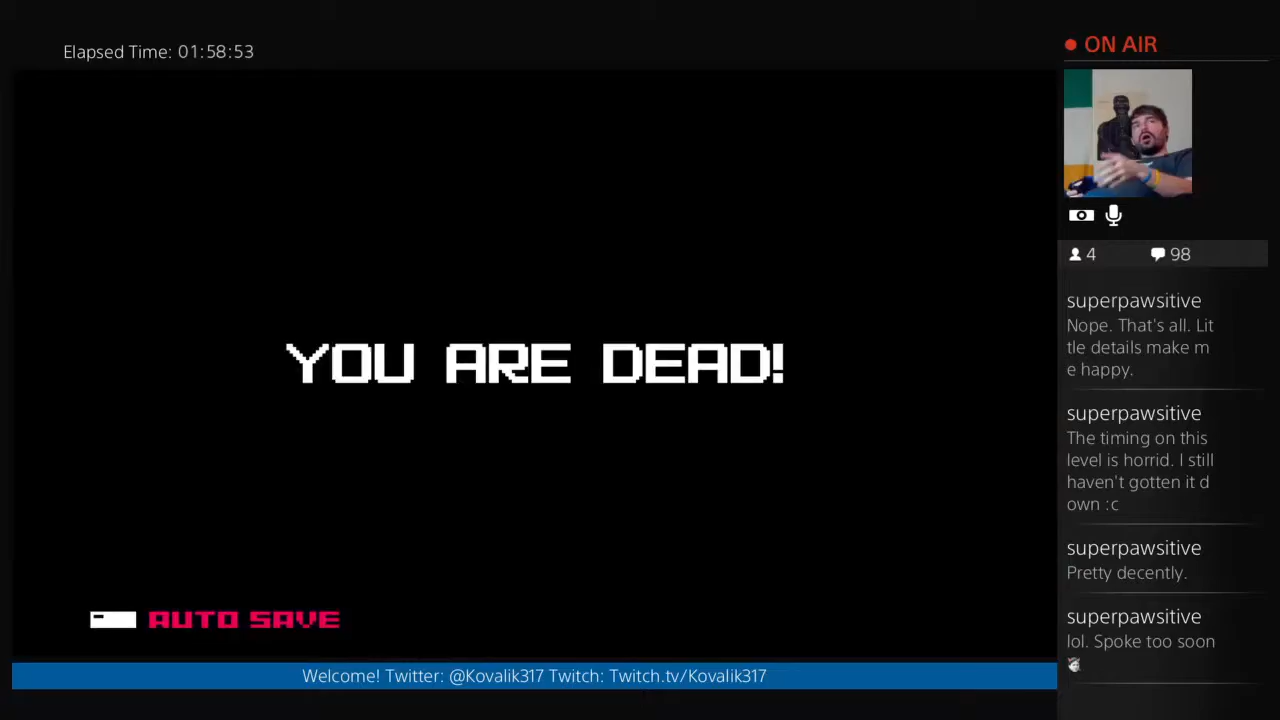 Elapsed Time: 01:58:53
ON AIR
4
98
superpawsitive
Nope. That's all. Lit
tle details make m
e happy.
superpawsitive
The timing on this
level is horrid. I still
haven't gotten it d
own :c
superpawsitive
Pretty decently.
superpawsitive
lol. Spoke too soon
YOU ARE DEAD!
AUTO SAVE
Welcome! Twitter: @Kovalik317 Twitch: Twitch.tv/Kovalik317